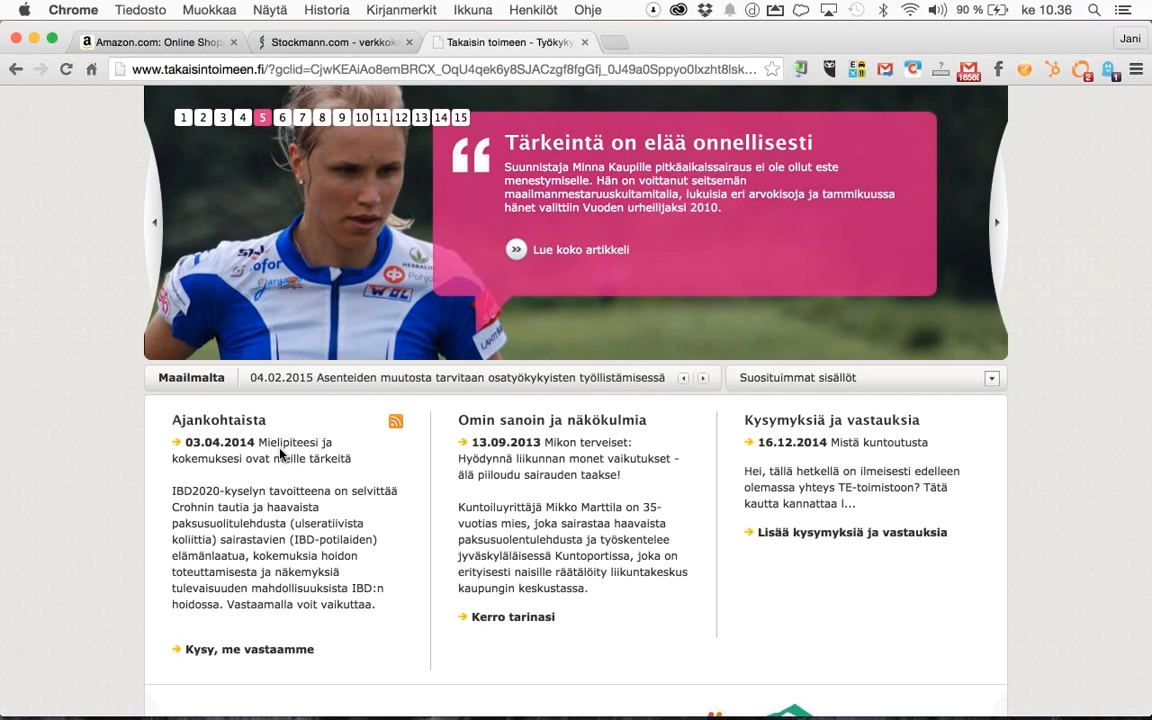 Chrome Tiedosto Muokkaa Näytä Historia Kirjanmerkit Ikkuna Henkilöt Ohje 90 % ke 10.36
Amazon.com: Online Shop
Stockmann.com - verkkok
Takaisin toimeen - Työkyky
Jani
www.takaisintoimeen.fi/?gclid=CjwKEAiAo8emBRCX_OqU4qek6y8SJACzgf8fgGfj_0J49a0Sppyo0lxzht8lsk...
1 2 3 4 5 6 7 8 9 10 11 12 13 14 15
Tärkeintä on elää onnellisesti
Suunnistaja Minna Kaupille pitkäaikaissairaus ei ole ollut este
menestymiselle. Hän on voittanut seitsemän
maailmanmestaruuskultamitalia, lukuisia eri arvokisoja ja tammikuussa
hänet valittiin Vuoden urheilijaksi 2010.
Lue koko artikkeli
Maailmalta
04.02.2015 Asenteiden muutosta tarvitaan osatyökykyisten työllistämisessä
Suosituimmat sisällöt
Ajankohtaista
03.04.2014 Mielipiteesi ja
kokemuksesi ovat meille tärkeitä
IBD2020-kyselyn tavoitteena on selvittää
Crohnin tautia ja haavaista
paksusuolitulehdusta (ulseratiivista
koliittia) sairastavien (IBD-potilaiden)
elämänlaatua, kokemuksia hoidon
toteuttamisesta ja näkemyksiä
tulevaisuuden mahdollisuuksista IBD:n
hoidossa. Vastaamalla voit vaikuttaa.
Kysy, me vastaamme
Omin sanoin ja näkökulmia
13.09.2013 Mikon terveiset:
Hyödynnä liikunnan monet vaikutukset -
älä piiloudu sairauden taakse!
Kuntoiluyrittäjä Mikko Marttila on 35-
vuotias mies, joka sairastaa haavaista
paksusuolentulehdusta ja työskentelee
jyväskyläläisessä Kuntoportissa, joka on
erityisesti naisille räätälöity liikuntakeskus
kaupungin keskustassa.
Kerro tarinasi
Kysymyksiä ja vastauksia
16.12.2014 Mistä kuntoutusta
Hei, tällä hetkellä on ilmeisesti edelleen
olemassa yhteys TE-toimistoon? Tätä
kautta kannattaa l...
Lisää kysymyksiä ja vastauksia